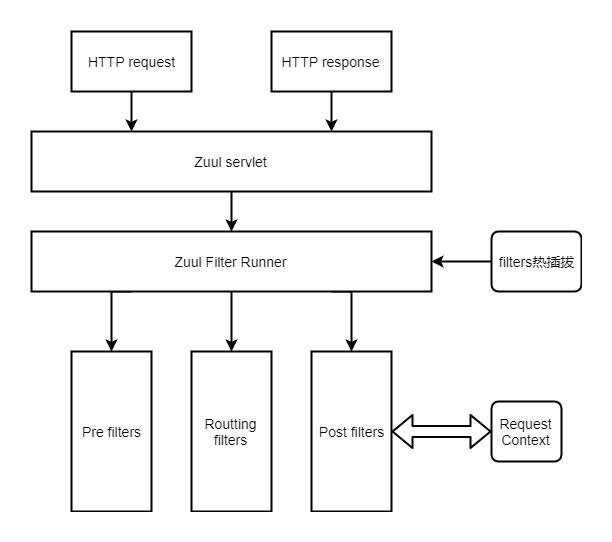 HTTP request
HTTP response
Zuul servlet
Zuul Filter Runner
filters热插拔
Pre filters
Routting
filters
Post filters
Request
Context